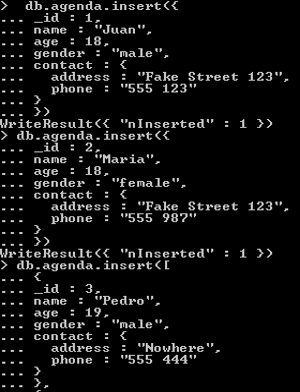 >  db.agenda.insert({
... _id : 1,
... name : "Juan",
... age : 18,
... gender : "male",
... contact : {
...   address : "Fake Street 123",
...   phone : "555 123"
... }
... })
WriteResult({ "nInserted" : 1 })
> db.agenda.insert({
... _id : 2,
... name : "Maria",
... age : 18,
... gender : "female",
... contact : {
...   address : "Fake Street 123",
...   phone : "555 987"
... }
... })
WriteResult({ "nInserted" : 1 })
> db.agenda.insert([
... {
... _id : 3,
... name : "Pedro",
... age : 19,
... gender : "male",
... contact : {
...   address : "Nowhere",
...   phone : "555 444"
... }
... },